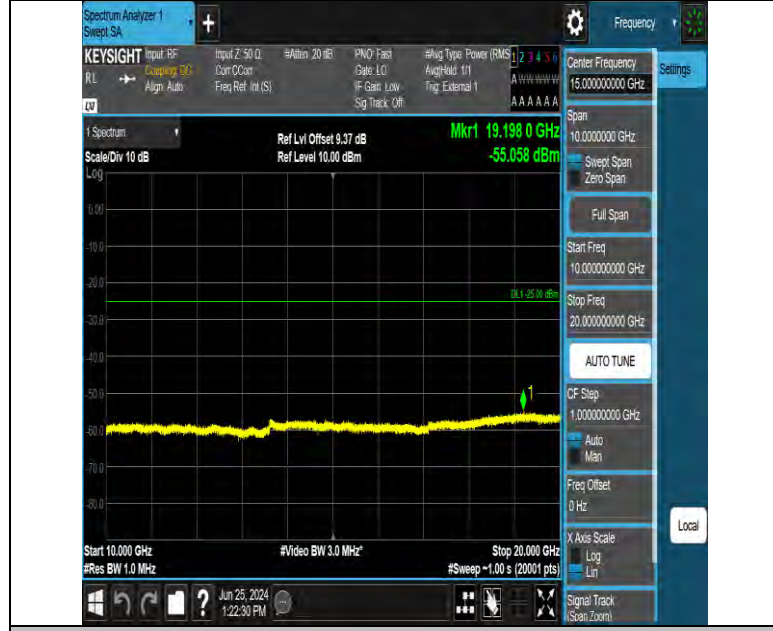 Spectrum Analyzer 1
Swept SA
+
Frequency
KEYSIGHT
Input: RF
Coupling: DC
Align: Auto
Input Z: 50 Ω
Corr CCorr
Freq Ref: Int (S)
#Atten: 20 dB
PNO: Fast
Gate: LO
IF Gain: Low
Sig Track: Off
#Avg Type: Power (RMS
Avg|Hold: 1/1
Trig: External 1
1 2 3 4 5 6
A W W W W W
A A A A A A
RL
LXI
1 Spectrum
Scale/Div 10 dB
Log
Ref Lvl Offset 9.37 dB
Ref Level 10.00 dBm
Mkr1 19.198 0 GHz
-55.058 dBm
0.00
-10.0
-20.0
-30.0
-40.0
-50.0
-60.0
-70.0
-80.0
DL1 -25.00 dBm
1
Start 10.000 GHz
#Res BW 1.0 MHz
#Video BW 3.0 MHz*
Stop 20.000 GHz
#Sweep ~1.00 s (20001 pts)
Center Frequency
15.000000000 GHz
Settings
Span
10.0000000 GHz
Swept Span
Zero Span
Full Span
Start Freq
10.000000000 GHz
Stop Freq
20.000000000 GHz
AUTO TUNE
CF Step
1.000000000 GHz
Auto
Man
Freq Offset
0 Hz
X Axis Scale
Log
Lin
Signal Track
(Span Zoom)
Local
?
Jun 25, 2024
1:22:30 PM